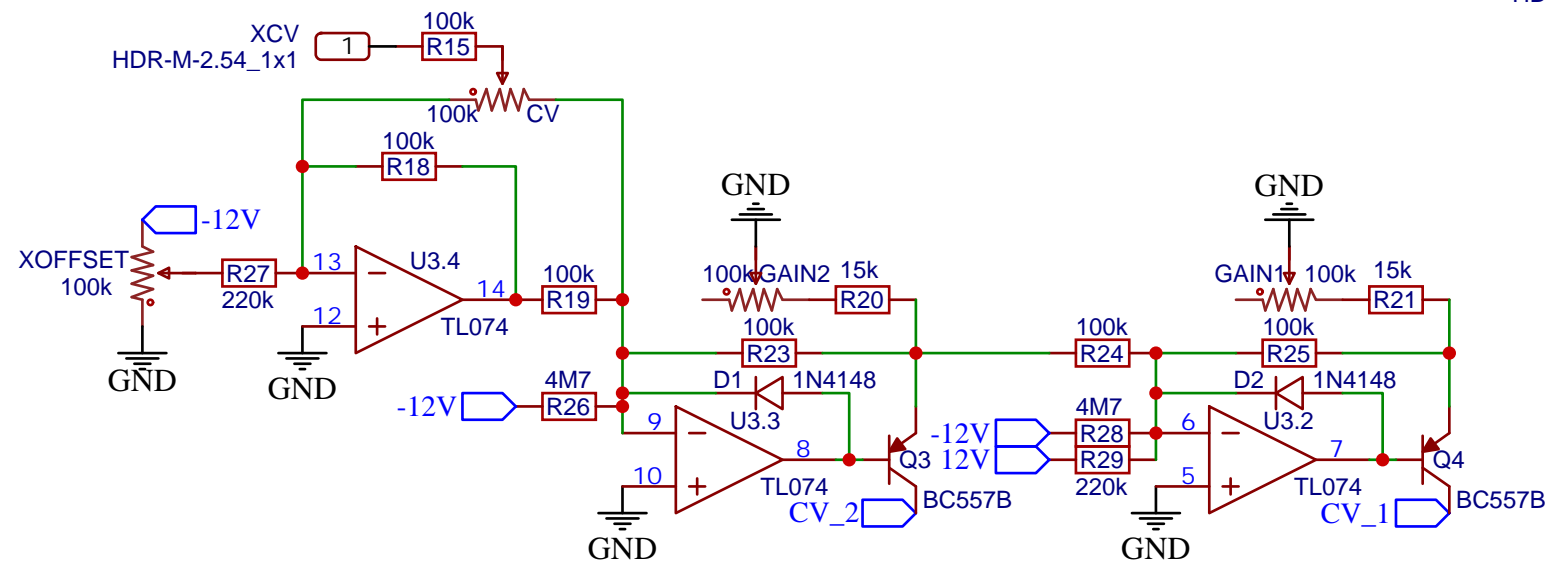 XCV
HDR-M-2.54_1x1
1
100k
R15
100k
CV
100k
R18
-12V
XOFFSET
100k
R27
220k
13
12
U3.4
14
TL074
GND
GND
100k
R19
GND
100k
GAIN2
15k
R20
100k
R23
D1
1N4148
4M7
-12V
R26
U3.3
9
10
8
TL074
Q3
BC557B
CV_2
GND
100k
R24
GND
GAIN1
100k
15k
R21
100k
R25
D2
1N4148
4M7
-12V
R28
12V
R29
220k
U3.2
6
5
7
TL074
Q4
BC557B
CV_1
GND